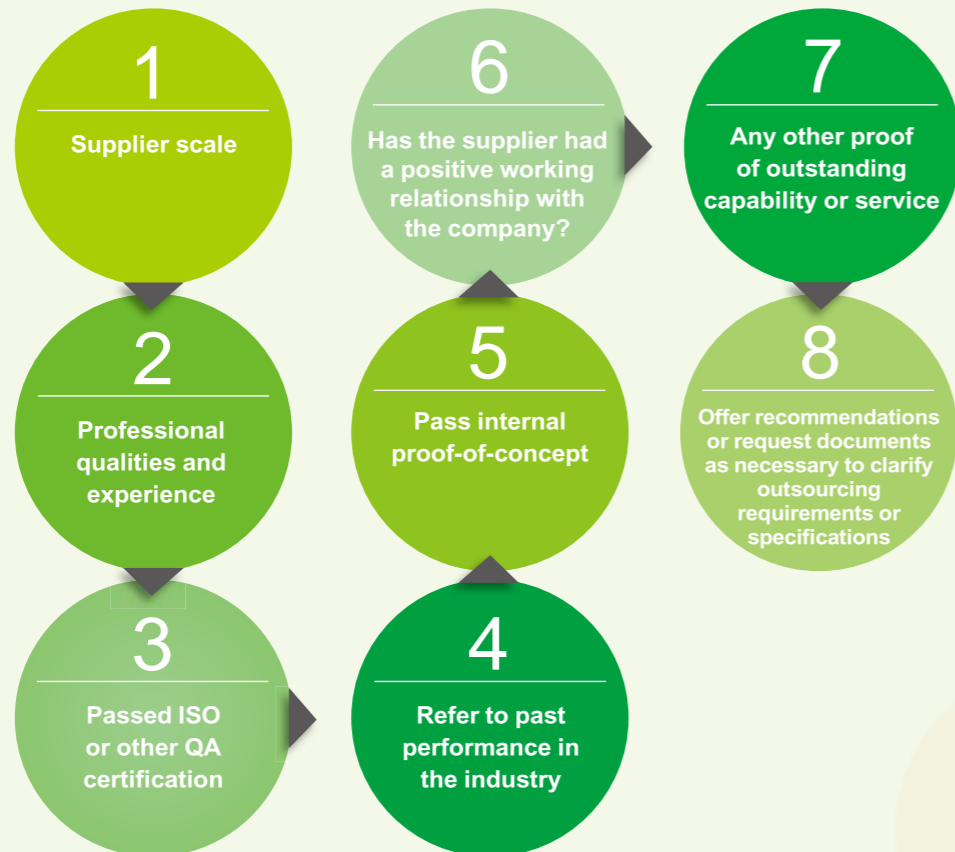 1
Supplier scale
2
Professional
qualities and
experience
3
Passed ISO
or other QA
certification
4
Refer to past
performance in
the industry
5
Pass internal
proof-of-concept
6
Has the supplier had
a positive working
relationship with
the company?
7
Any other proof
of outstanding
capability or service
8
Offer recommendations
or request documents
as necessary to clarify
outsourcing
requirements or
specifications